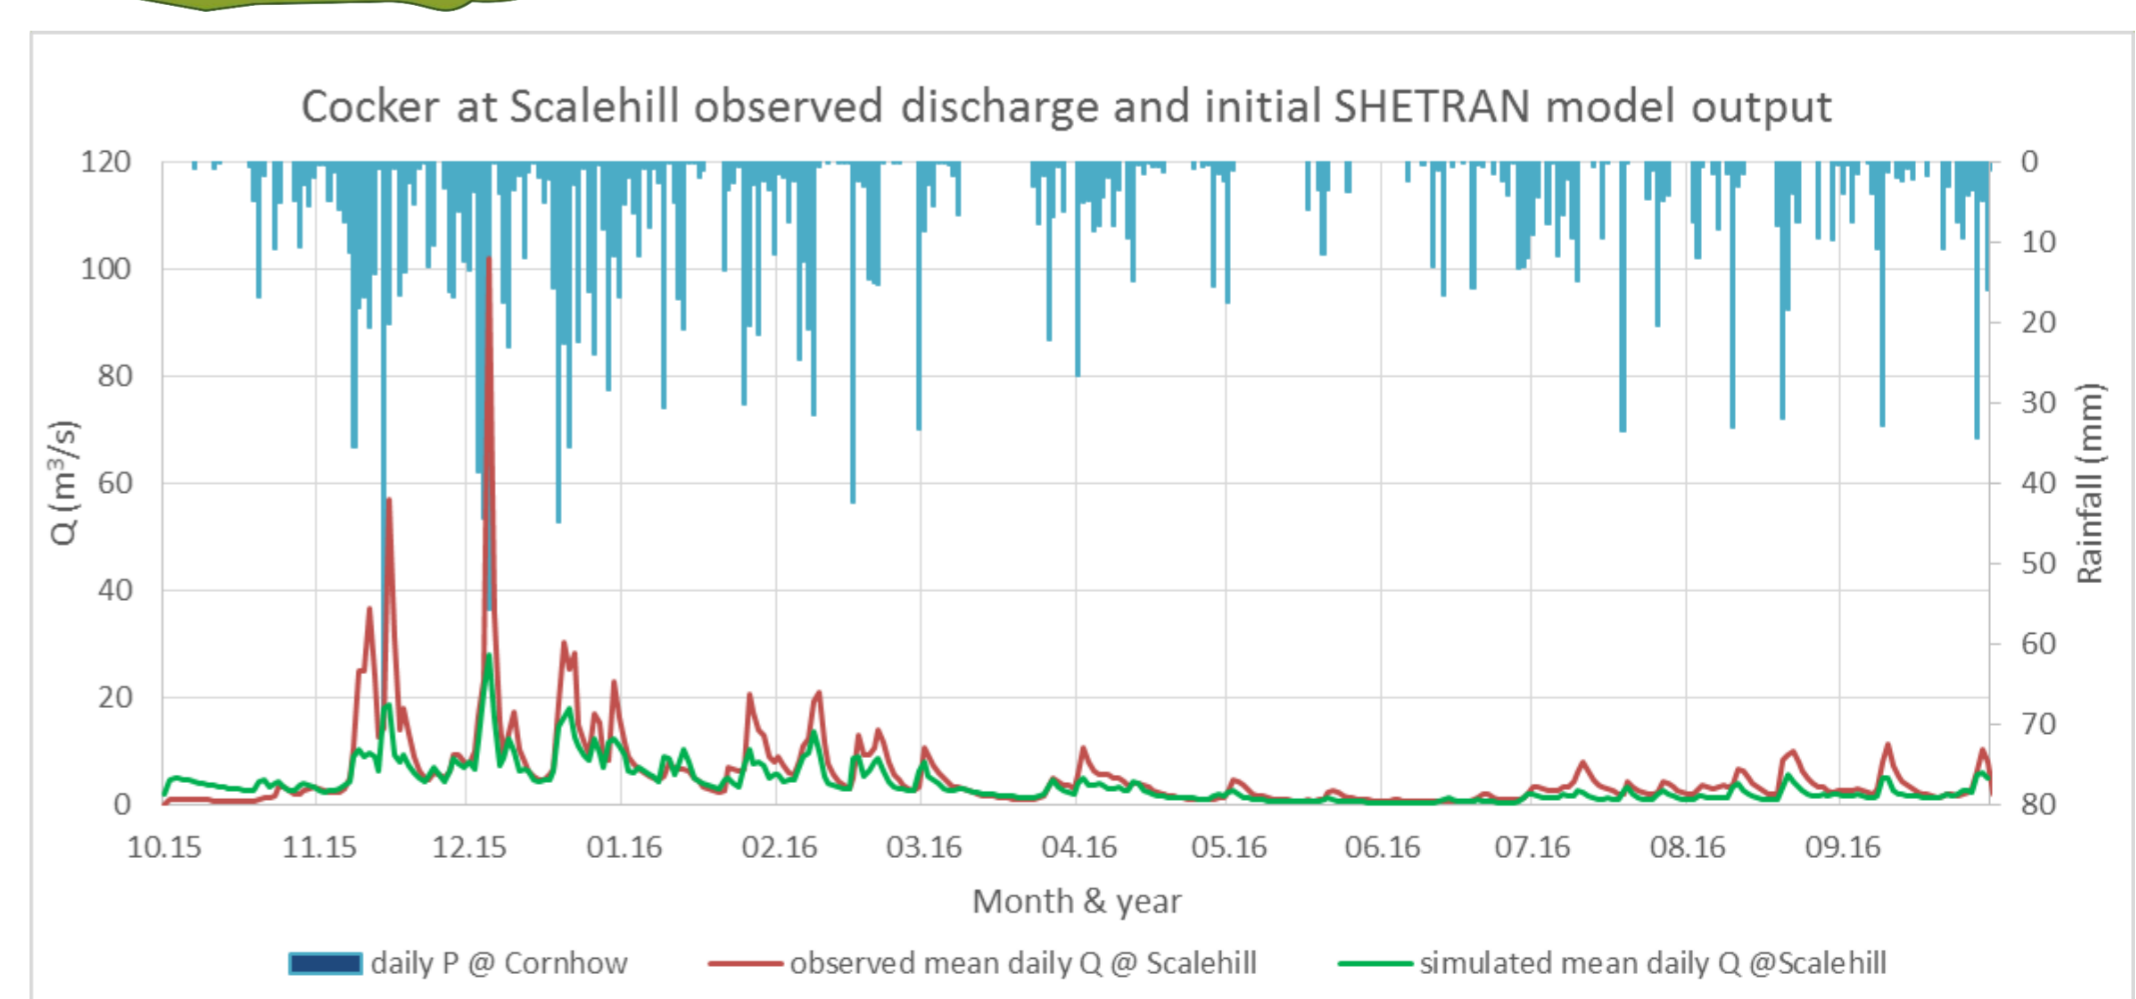 Cocker at Scalehill observed discharge and initial SHETRAN model output
120
100
80
60
40
20
0
Q (m³/s)
0
10
20
30
40
50
60
70
80
Rainfall (mm)
10.15 11.15 12.15 01.16 02.16 03.16 04.16 05.16 06.16 07.16 08.16 09.16
Month & year
daily P @ Cornhow observed mean daily Q @ Scalehill simulated mean daily Q @Scalehill